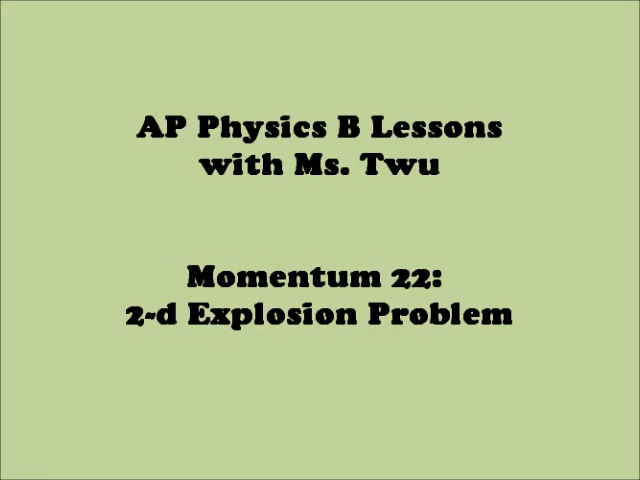 AP Physics B Lessons
with Ms. Twu
Momentum 22:
2-d Explosion Problem